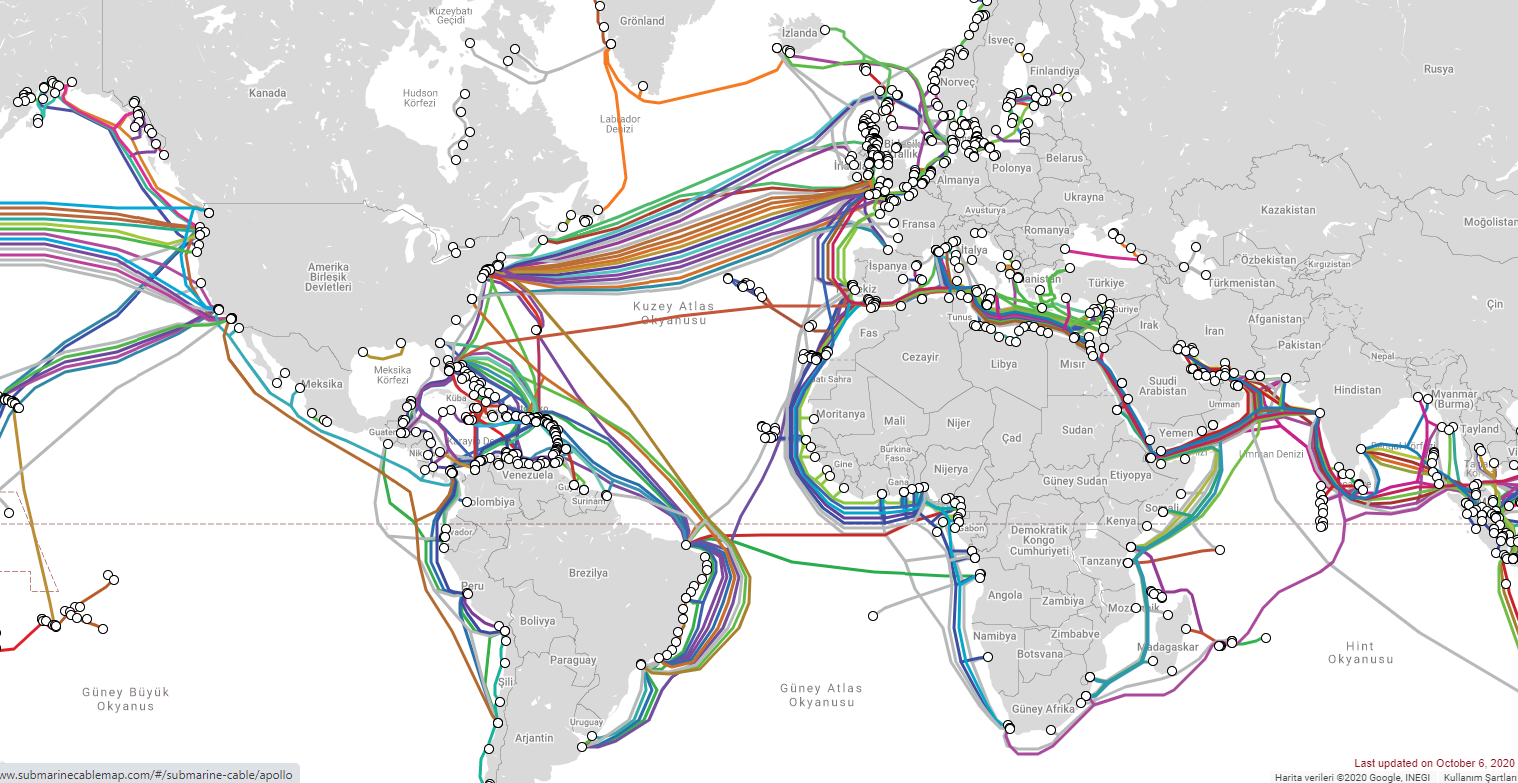 Kuzeybatı
Geçidi
Grönland
İzlanda
İsveç
Finlandiya
Norveç
Rusya
Kanada
Hudson
Körfezi
Labrador
Denizi
Belarus
Polonya
Almanya
Ukrayna
Kazakistan
Avusturya
Fransa
Romanya
Moğolistan
İtalya
Özbekistan
Kırgızistan
Türkmenistan
Amerika
Birleşik
Devletleri
İspanya
Türkiye
Çin
Kuzey Atlas
Okyanusu
Tunus
Suriye
Irak
İran
Afganistan
Fas
Pakistan
Cezayir
Libya
Mısır
Nepal
Meksika
Körfezi
Meksika
Suudi
Arabistan
Hindistan
Myanmar
(Burma)
Küba
Umman
Moritanya
Mali
Nijer
Çad
Sudan
Yemen
Tayland
Burkina
Faso
Umman Denizi
Gine
Nijerya
Etiyopya
Venezuela
Gana
Güney Sudan
Surinam
Kenya
Demokratik
Kongo
Cumhuriyeti
Tanzanya
Peru
Brezilya
Angola
Zambiya
Bolivya
Zimbabve
Namibya
Botsvana
Madagaskar
Paraguay
Şili
Hint
Okyanusu
Güney Büyük
Okyanus
Güney Atlas
Okyanusu
Güney Afrika
Uruguay
Arjantin
Last updated on October 6, 2020
ww.submarinecablemap.com/#/submarine-cable/apollo
Harita verileri ©2020 Google, INEGI
Kullanım Şartları